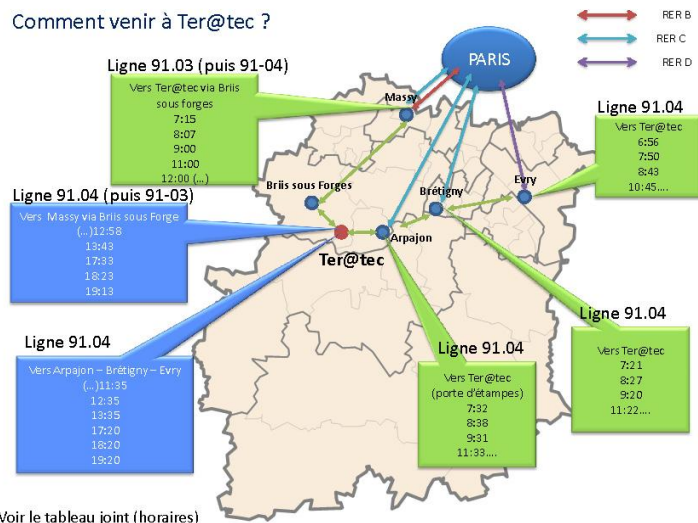 Comment venir à Ter@tec ?
RER B
RER C
RER D
PARIS
Ligne 91.03 (puis 91-04)
Vers Ter@tec via Briis
sous forges
7:15
8:07
9:00
11:00
12:00 (...)
Massy
Ligne 91.04
Vers Ter@tec
6:56
7:50
8:43
10:45....
Ligne 91.04 (puis 91-03)
Vers Massy via Briis sous Forge
(...)12:58
13:43
17:33
18:23
19:13
Briis sous Forges
Brétigny
Evry
Arpajon
Ter@tec
Ligne 91.04
Vers Arpajon – Brétigny – Evry
(...)11:35
12:35
13:35
17:20
18:20
19:20
Ligne 91.04
Vers Ter@tec
(porte d'étampes)
7:32
8:38
9:31
11:33....
Ligne 91.04
Vers Ter@tec
7:21
8:27
9:20
11:22....
Voir le tableau joint (horaires)